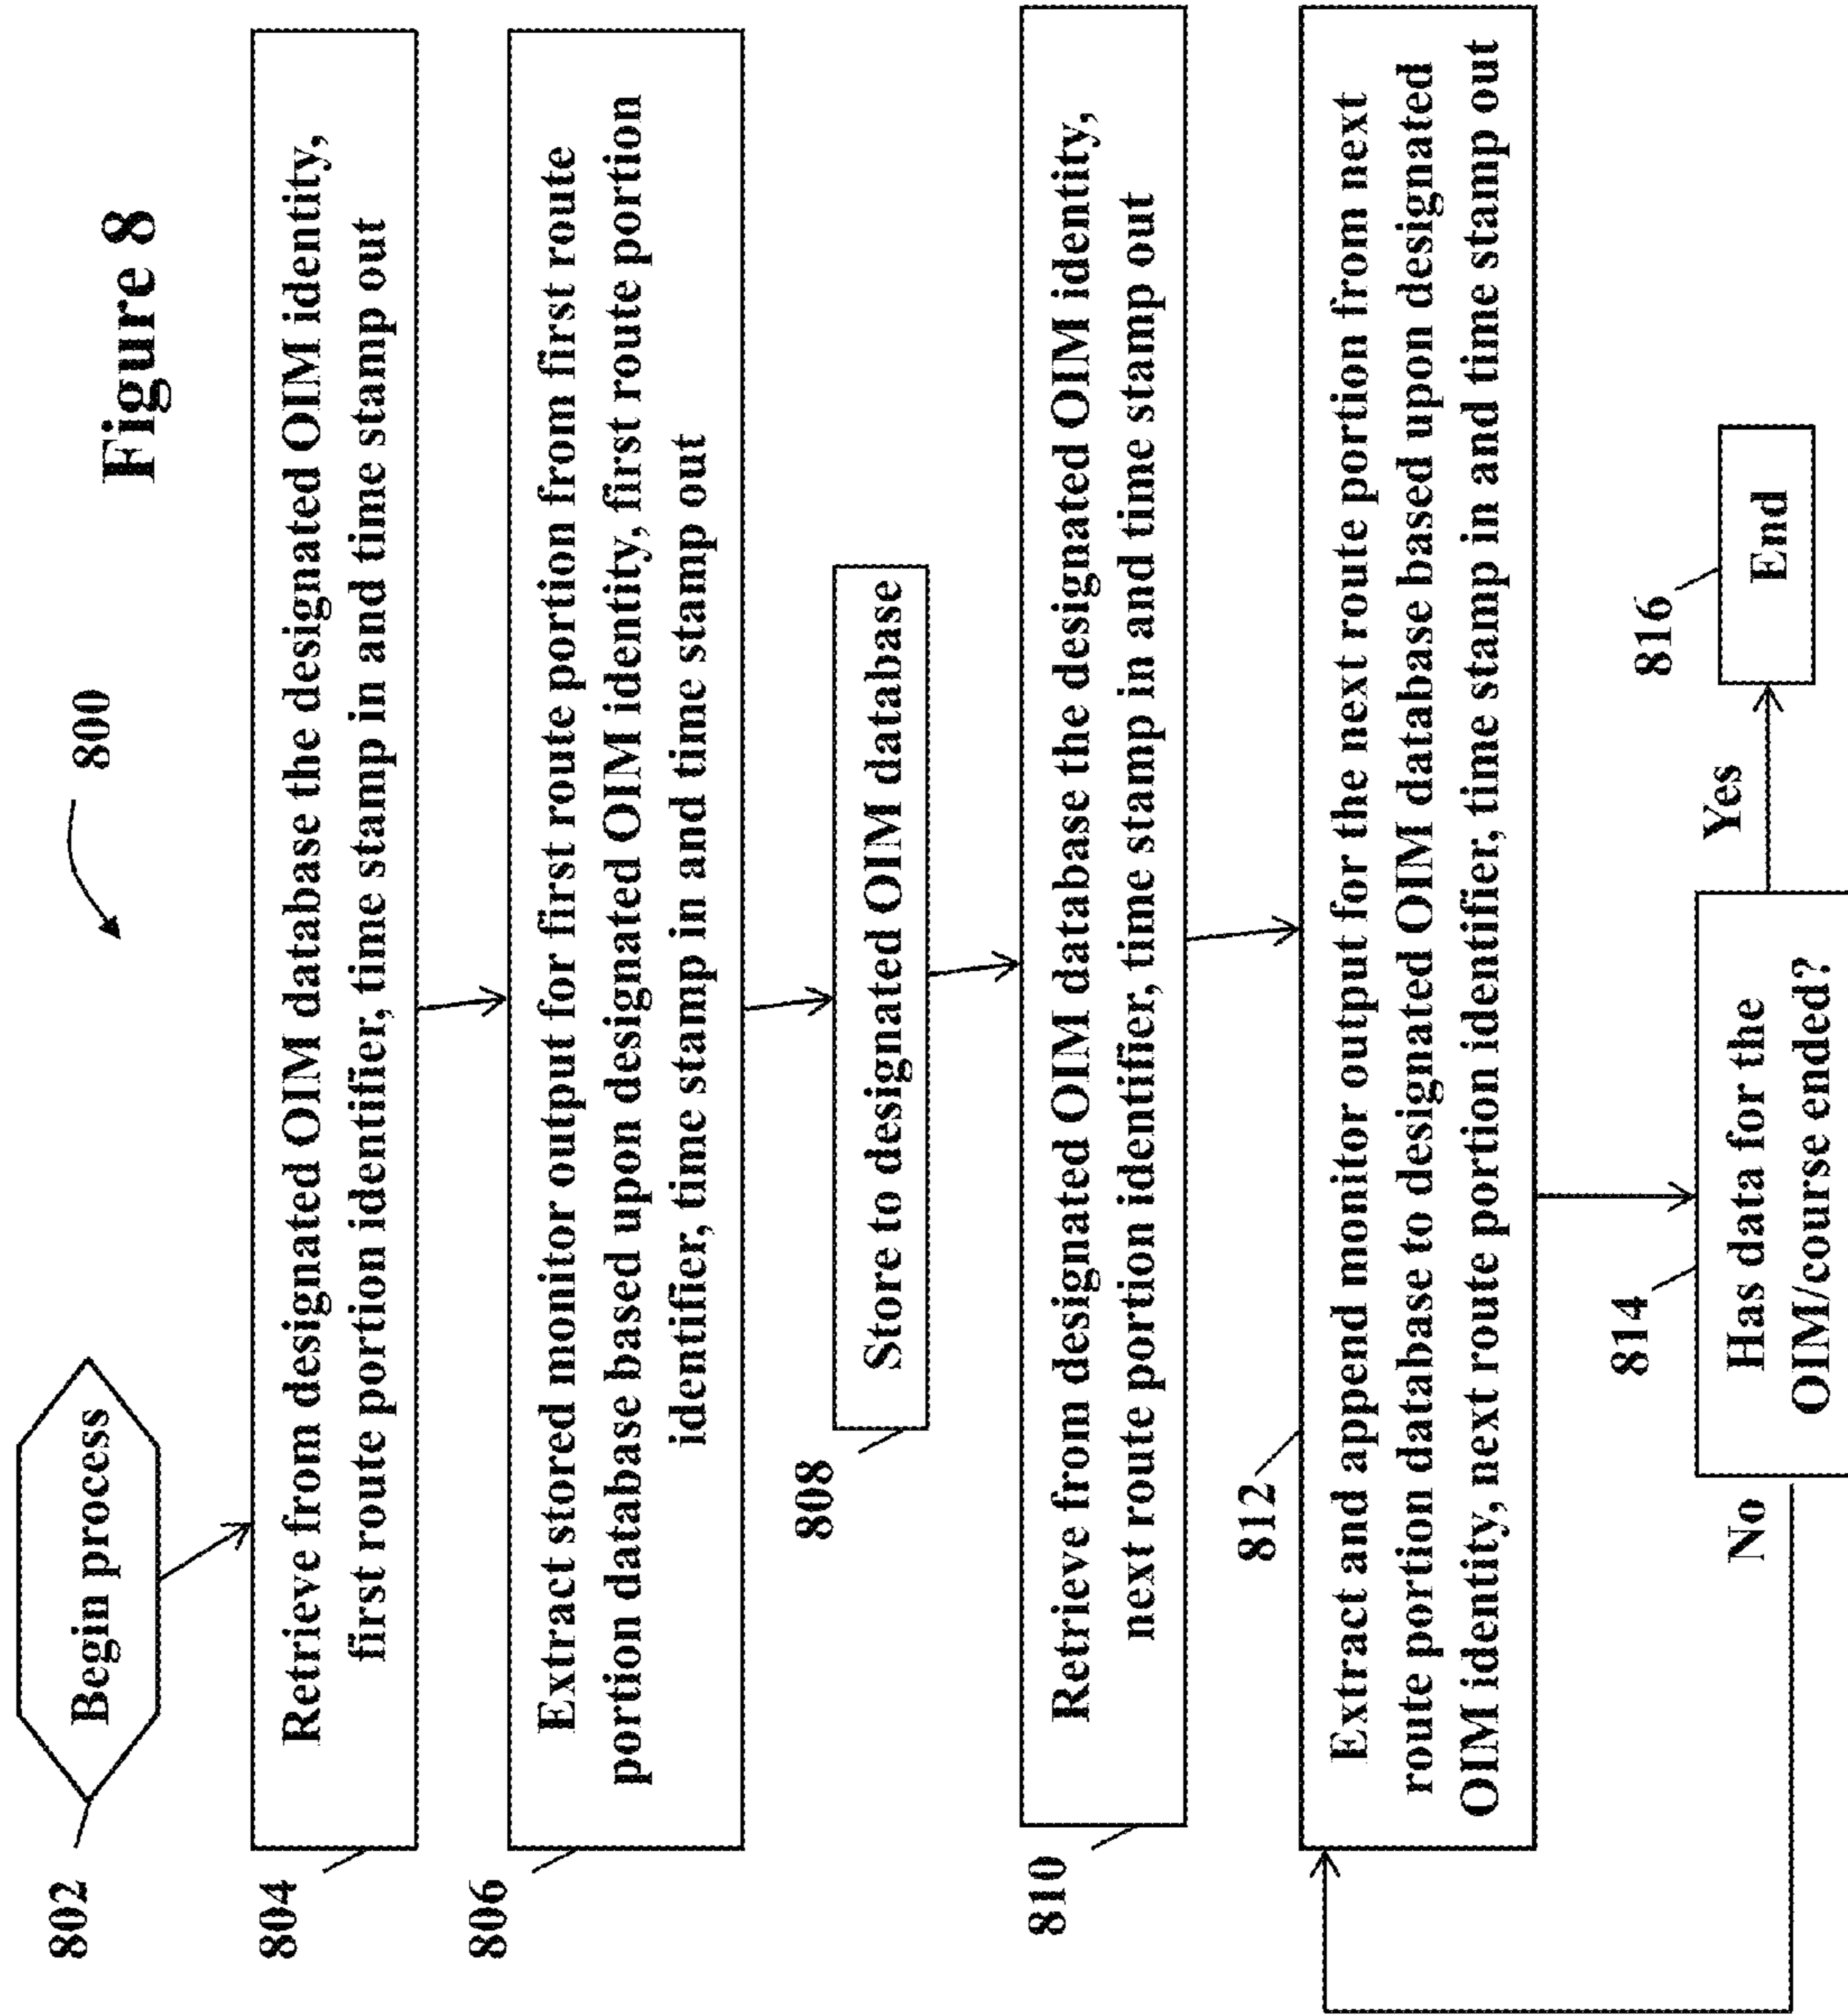 Figure 8
800
802
Begin process
804
Retrieve from designated OIM database the designated OIM identity,
first route portion identifier, time stamp in and time stamp out
806
Extract stored monitor output for first route portion from first route
portion database based upon designated OIM identity, first route portion
identifier, time stamp in and time stamp out
808
Store to designated OIM database
810
Retrieve from designated OIM database the designated OIM identity,
next route portion identifier, time stamp in and time stamp out
812
Extract and append monitor output for the next route portion from next
route portion database to designated OIM database based upon designated
OIM identity, next route portion identifier, time stamp in and time stamp out
814
Has data for the
OIM/course ended?
No
Yes
816
End